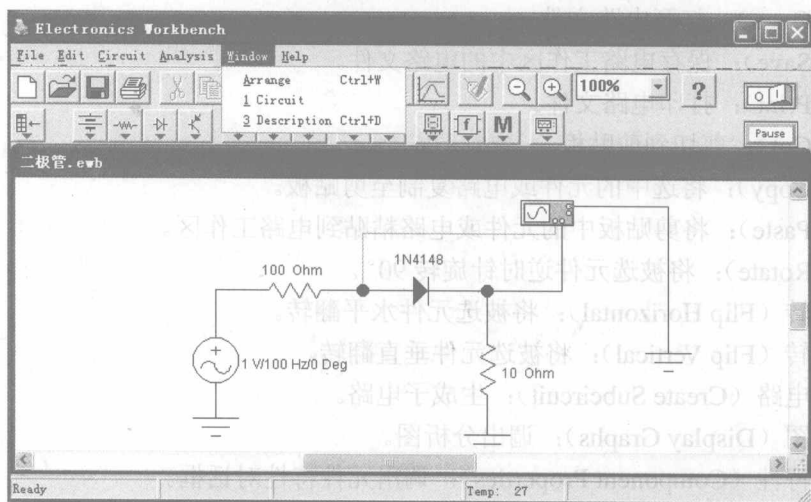 Electronics Workbench
File Edit Circuit Analysis Window Help
Arrange Ctrl+W
1 Circuit
3 Description Ctrl+D
100%
?
O I
f M
Pause
二极管.ewb
1N4148
100 Ohm
1 V/100 Hz/0 Deg
10 Ohm
Ready Temp: 27